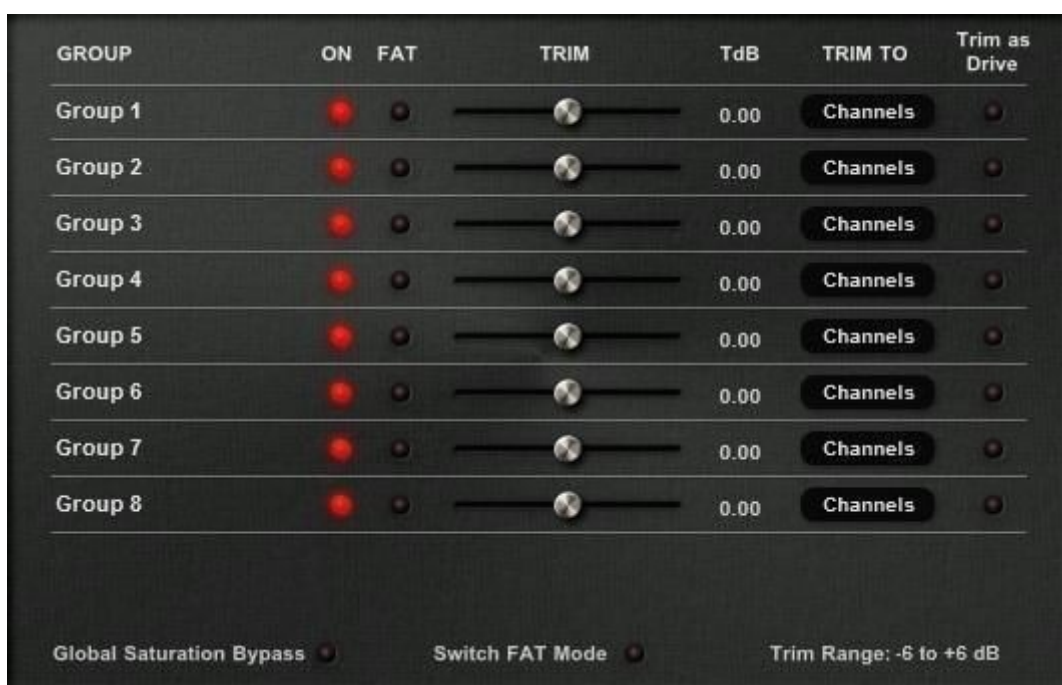 GROUP ON FAT TRIM TdB TRIM TO Trim as Drive
Group 1 0.00 Channels
Group 2 0.00 Channels
Group 3 0.00 Channels
Group 4 0.00 Channels
Group 5 0.00 Channels
Group 6 0.00 Channels
Group 7 0.00 Channels
Group 8 0.00 Channels
Global Saturation Bypass Switch FAT Mode Trim Range: -6 to +6 dB